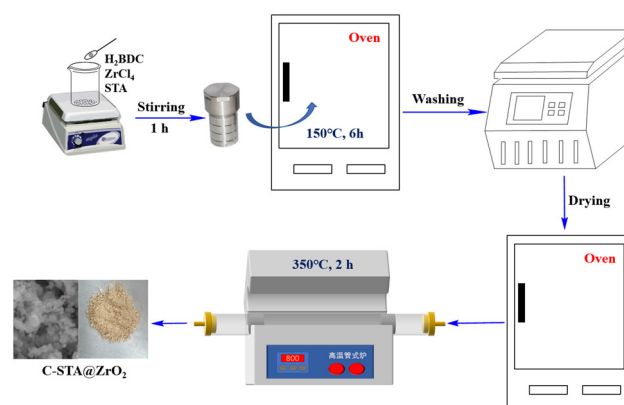 H₂BDC
ZrCl₄
STA
Stirring
1 h
Oven
150°C, 6h
Washing
Drying
Oven
350°C, 2 h
800
高温管式炉
C-STA@ZrO₂